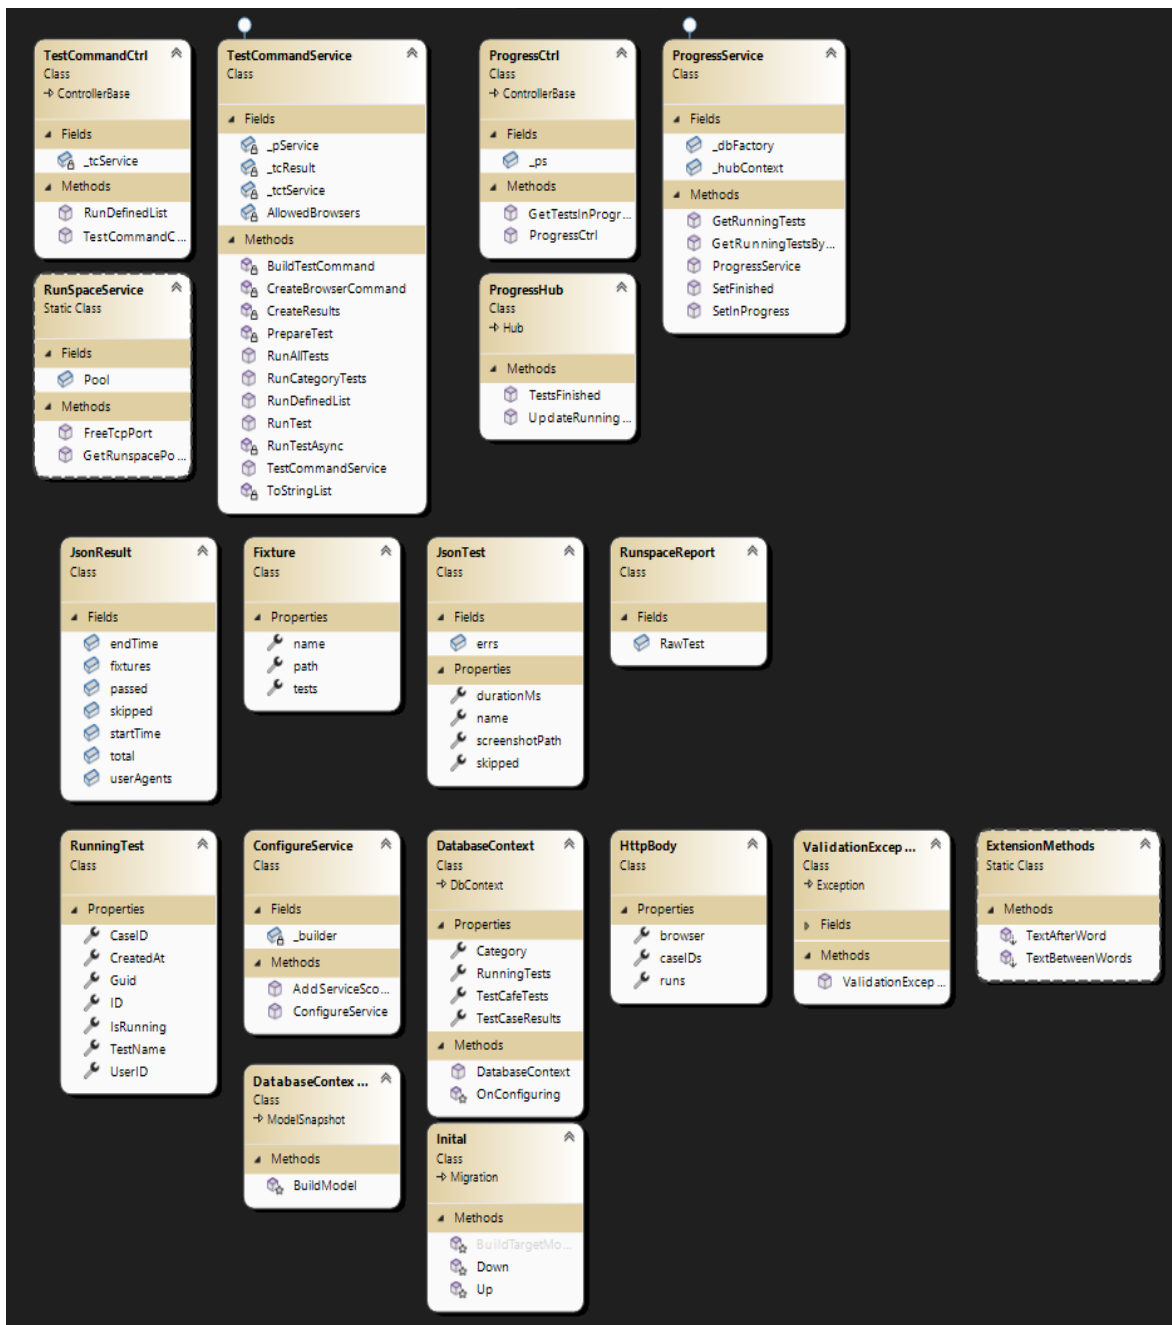 TestCommandCtrl
Class
ControllerBase
Fields
_tcService
Methods
RunDefinedList
TestCommandC...
TestCommandService
Class
Fields
_pService
_tcResult
_tctService
AllowedBrowsers
Methods
BuildTestCommand
CreateBrowserCommand
CreateResults
PrepareTest
RunAllTests
RunCategoryTests
RunDefinedList
RunTest
RunTestAsync
TestCommandService
ToStringList
ProgressCtrl
Class
ControllerBase
Fields
_ps
Methods
GetTestsInProgr...
ProgressCtrl
ProgressService
Class
Fields
_dbFactory
_hubContext
Methods
GetRunningTests
GetRunningTestsBy...
ProgressService
SetFinished
SetInProgress
RunSpaceService
Static Class
Fields
Pool
Methods
FreeTcpPort
GetRunspacePo...
ProgressHub
Class
Hub
Methods
TestsFinished
UpdateRunning...
JsonResult
Class
Fields
endTime
fixtures
passed
skipped
startTime
total
userAgents
Fixture
Class
Properties
name
path
tests
JsonTest
Class
Fields
errs
Properties
durationMs
name
screenshotPath
skipped
RunspaceReport
Class
Fields
RawTest
RunningTest
Class
Properties
CaseID
CreatedAt
Guid
ID
IsRunning
TestName
UserID
ConfigureService
Class
Fields
_builder
Methods
AddServiceSco...
ConfigureService
DatabaseContext
Class
DbContext
Properties
Category
RunningTests
TestCafeTests
TestCaseResults
Methods
DatabaseContext
OnConfiguring
HttpBody
Class
Properties
browser
caseIDs
runs
ValidationExcep...
Class
Exception
Fields
Methods
ValidationExcep...
ExtensionMethods
Static Class
Methods
TextAfterWord
TextBetweenWords
DatabaseContex...
Class
ModelSnapshot
Methods
BuildModel
Inital
Class
Migration
Methods
BuildTargetMo...
Down
Up